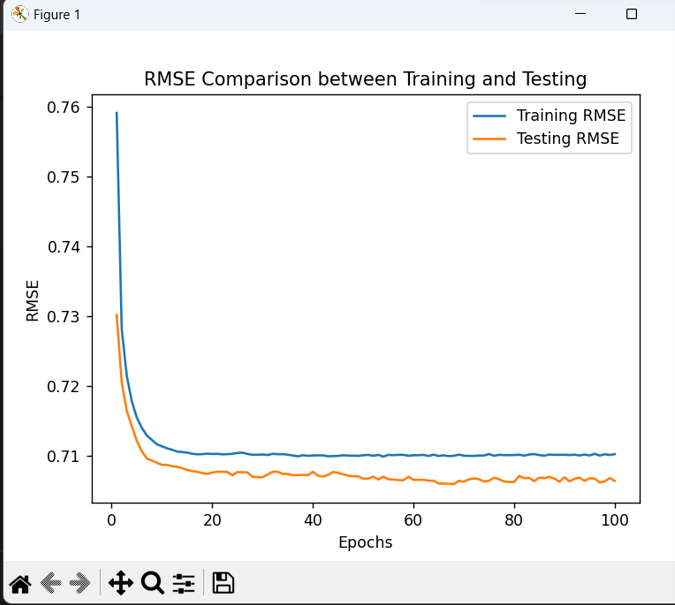 Figure 1
RMSE Comparison between Training and Testing
Training RMSE
Testing RMSE
0.76
0.75
0.74
0.73
0.72
0.71
RMSE
0
20
40
60
80
100
Epochs